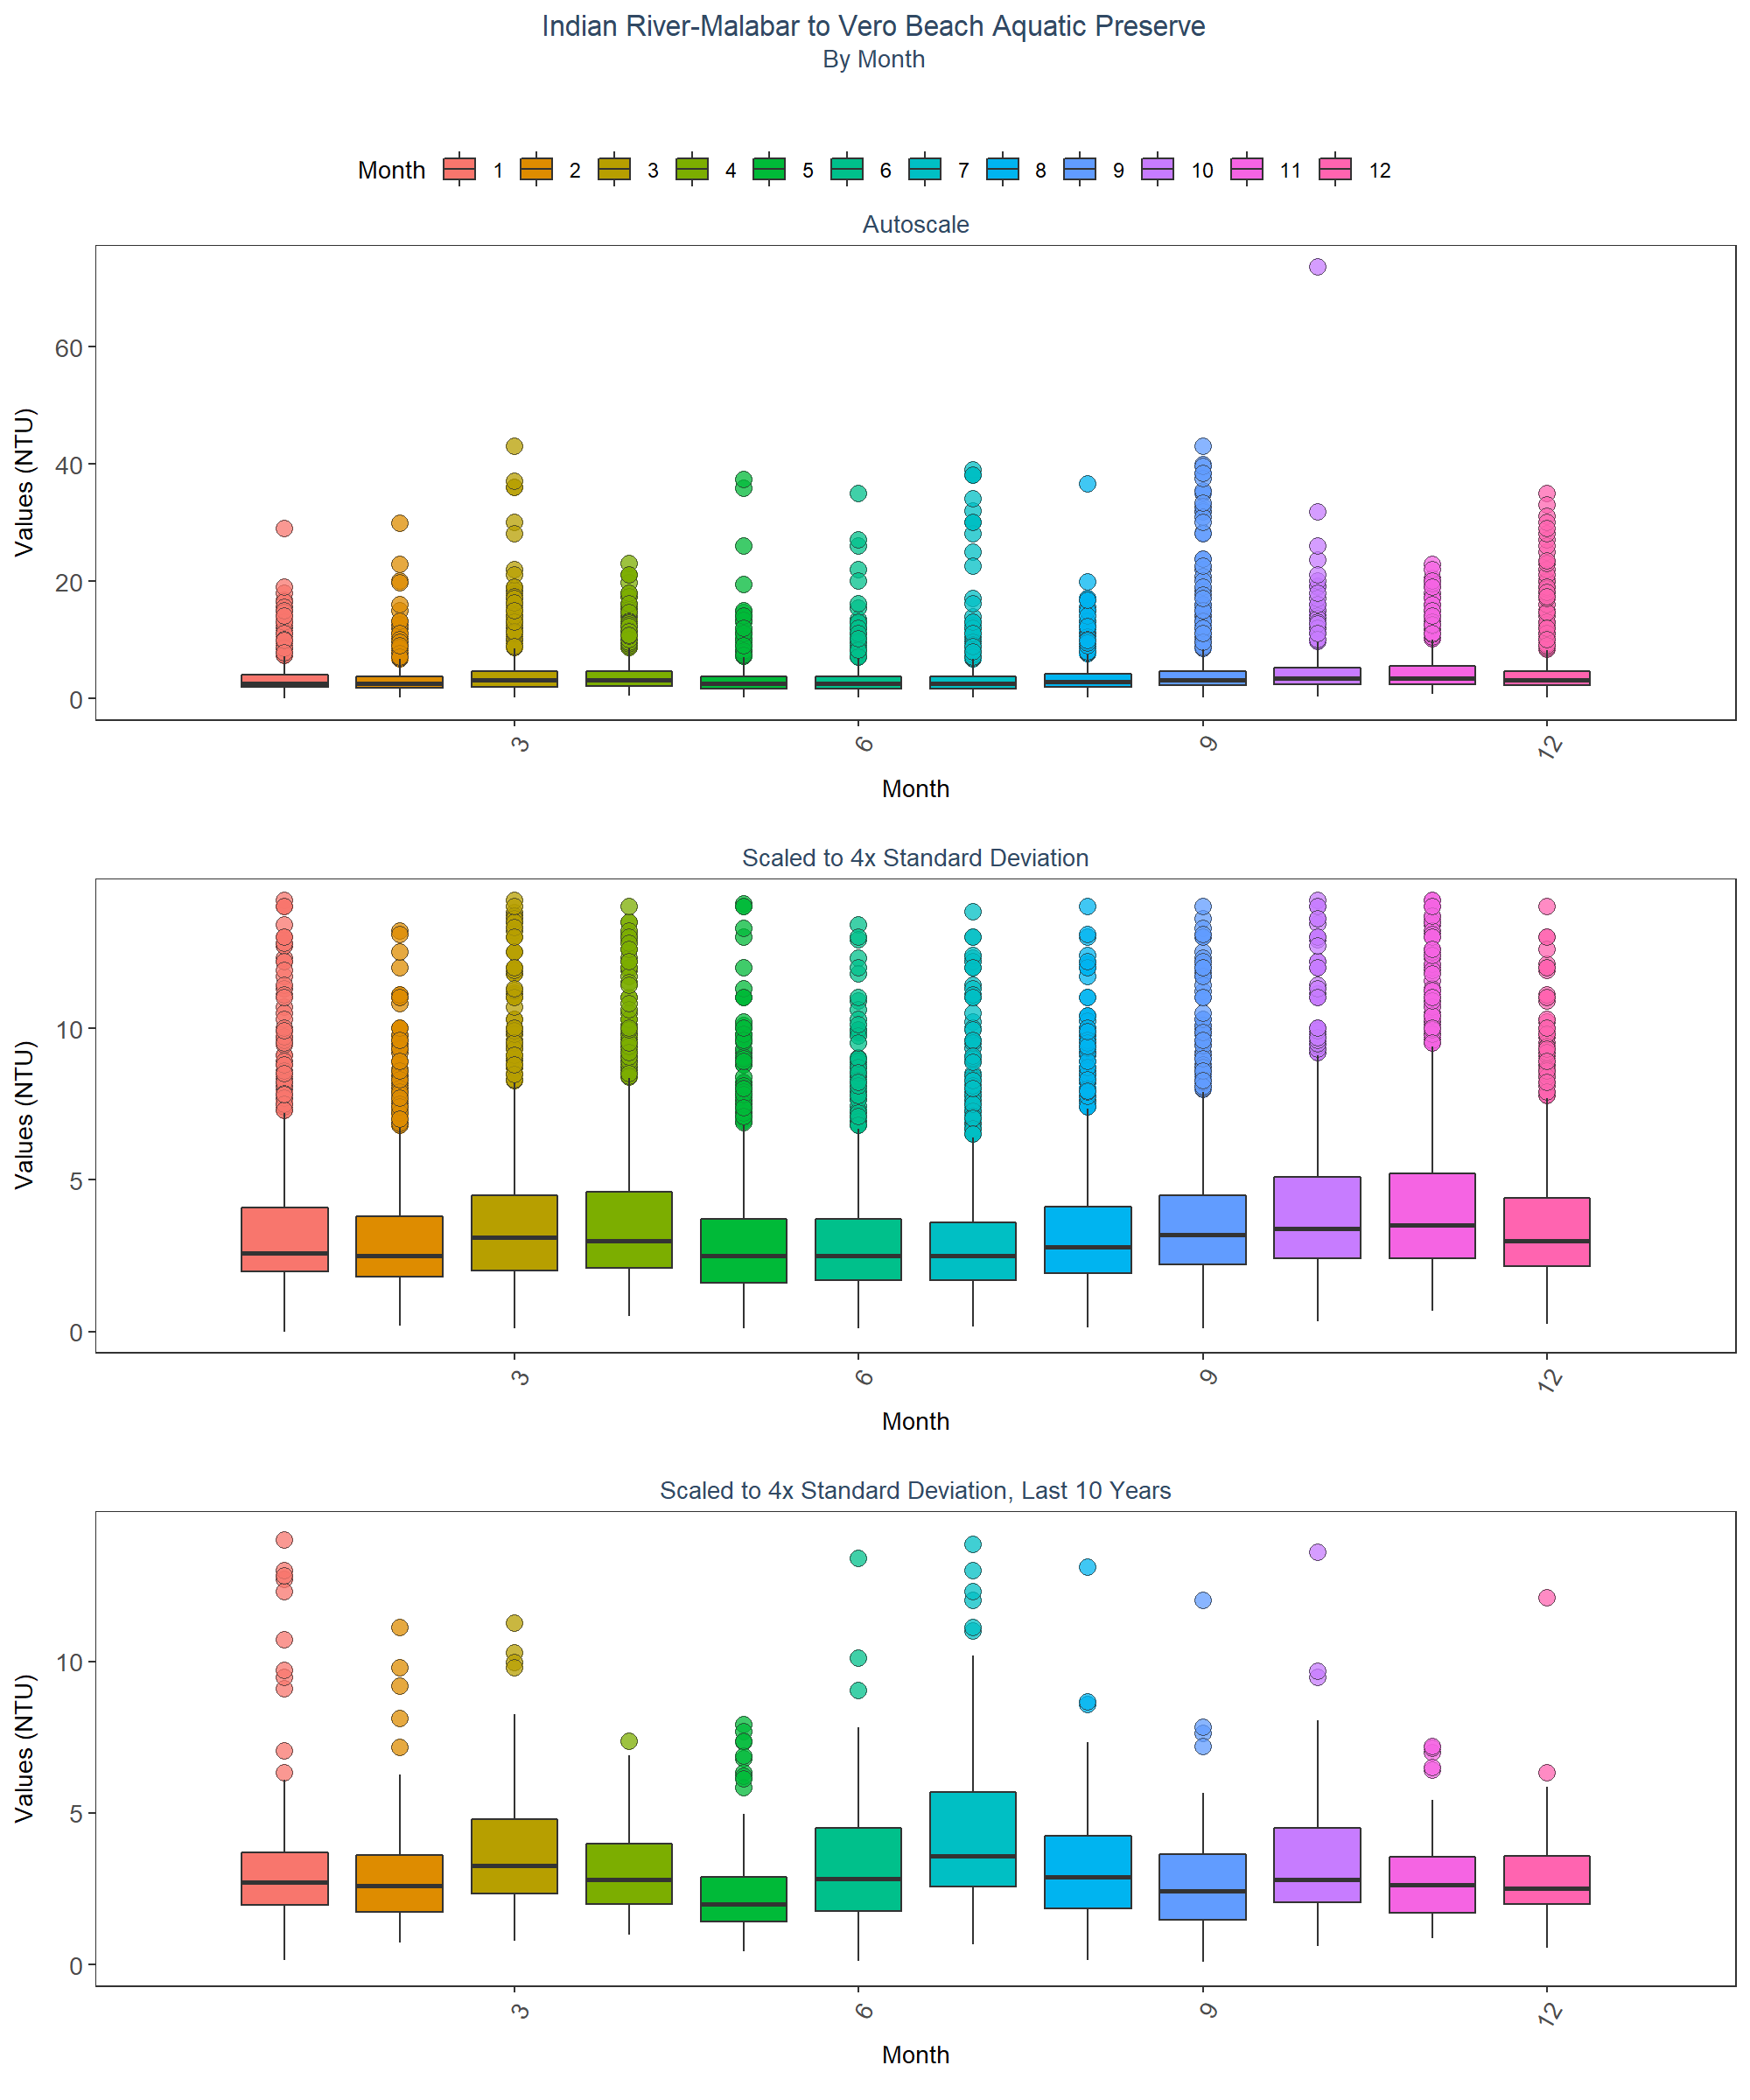 Indian River-Malabar to Vero Beach Aquatic Preserve
By Month
Month 1 2 3 4 5 6 7 8 9 10 11 12
Autoscale
Values (NTU)
60
40
20
0
3 6 9 12
Month
Scaled to 4x Standard Deviation
Values (NTU)
10
5
0
3 6 9 12
Month
Scaled to 4x Standard Deviation, Last 10 Years
Values (NTU)
10
5
0
3 6 9 12
Month